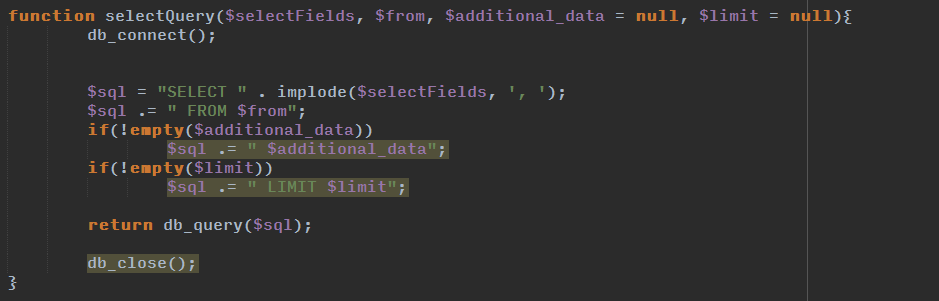 function selectQuery($selectFields, $from, $additional_data = null, $limit = null){
db_connect();
$sql = "SELECT " . implode($selectFields, ', ');
$sql .= " FROM $from";
if(!empty($additional_data))
$sql .= " $additional_data";
if(!empty($limit))
$sql .= " LIMIT $limit";
return db_query($sql);
db_close();
}